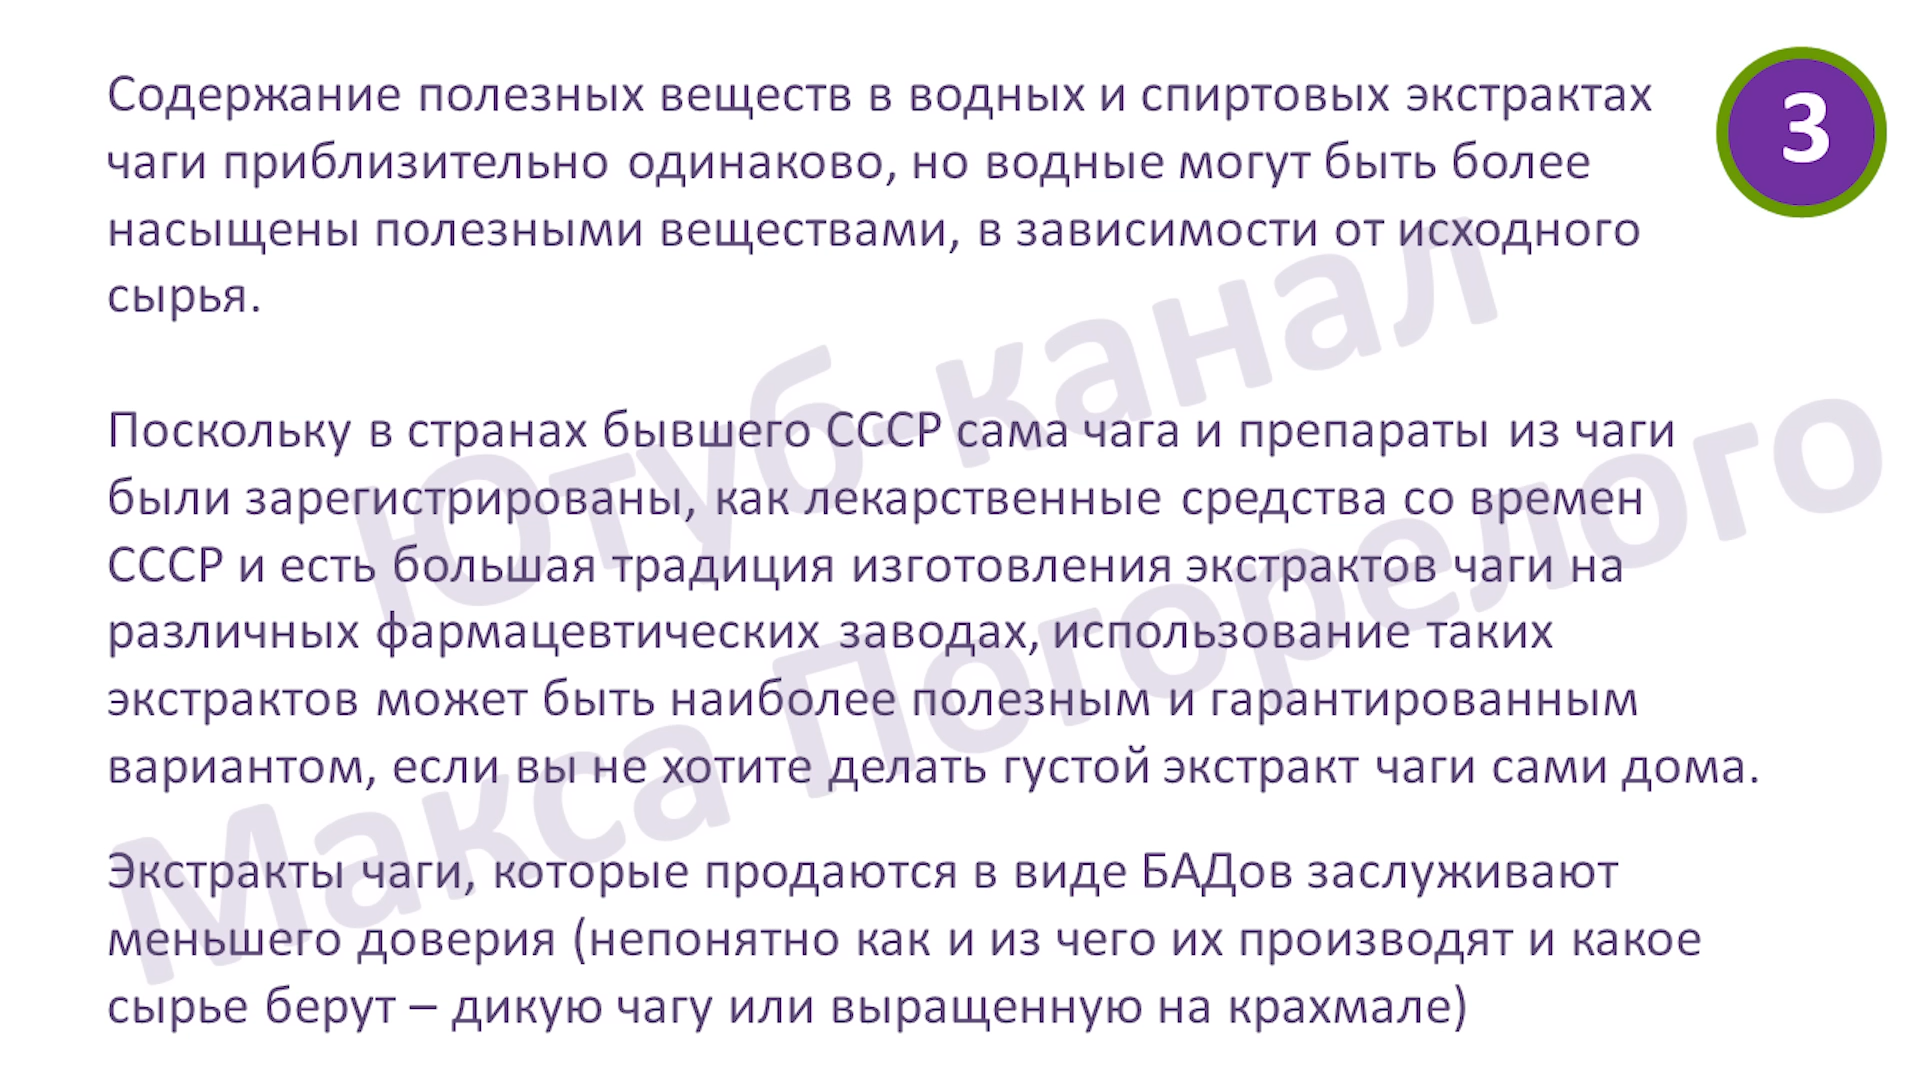 Содержание полезных веществ в водных и спиртовых экстрактах
чаги приблизительно одинаково, но водные могут быть более
насыщены полезными веществами, в зависимости от исходного
сырья.
3
Поскольку в странах бывшего СССР сама чага и препараты из чаги
были зарегистрированы, как лекарственные средства со времен
СССР и есть большая традиция изготовления экстрактов чаги на
различных фармацевтических заводах, использование таких
экстрактов может быть наиболее полезным и гарантированным
вариантом, если вы не хотите делать густой экстракт чаги сами дома.
Экстракты чаги, которые продаются в виде БАДов заслуживают
меньшего доверия (непонятно как и из чего их производят и какое
сырье берут – дикую чагу или выращенную на крахмале)
Ютуб-канал
Макса Погорелого